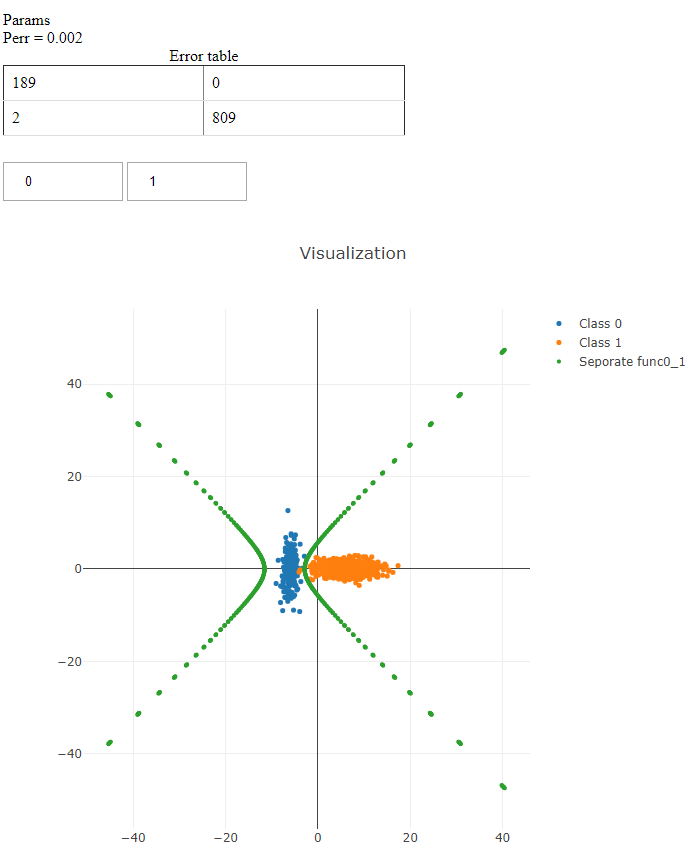 Params
Perr = 0.002
Error table
189 0
2 809
0 1
Visualization
Class 0
Class 1
Seporate func0_1
40
20
0
−20
−40
−40 −20 0 20 40